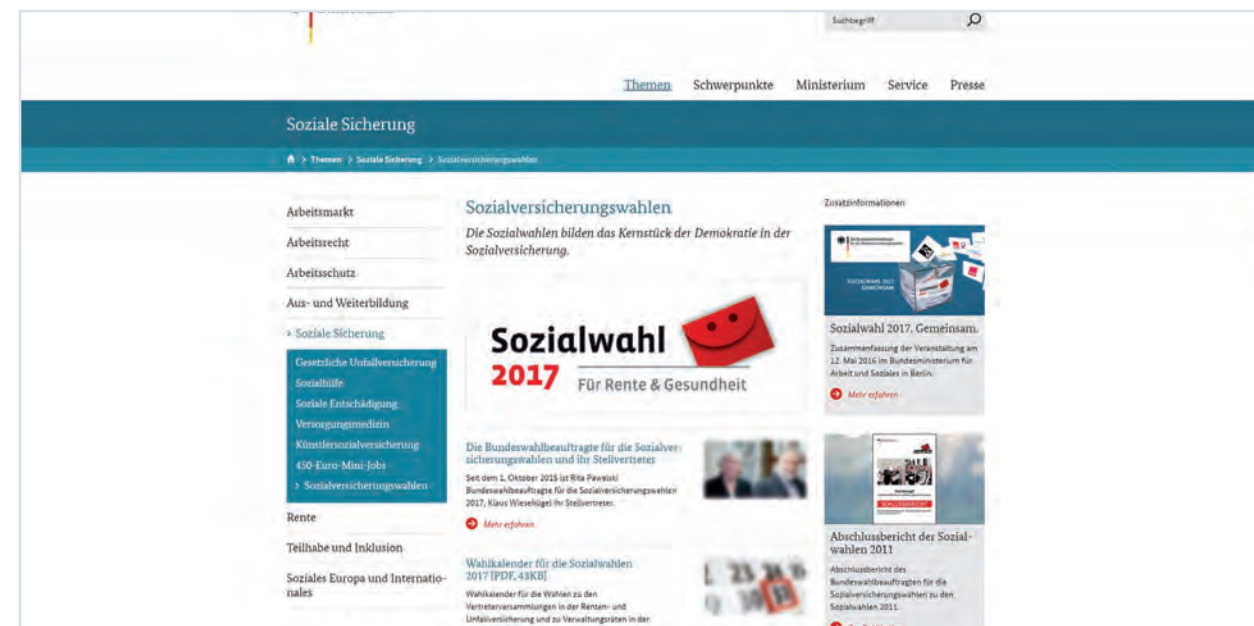 Suchbegriff
Themen Schwerpunkte Ministerium Service Presse
Soziale Sicherung
> Themen > Soziale Sicherung > Sozialversicherungswahlen
Arbeitsmarkt
Arbeitsrecht
Arbeitsschutz
Aus- und Weiterbildung
› Soziale Sicherung
Gesetzliche Unfallversicherung
Sozialhilfe
Soziale Entschädigung
Versorgungsmedizin
Künstlersozialversicherung
450-Euro-Mini-Jobs
› Sozialversicherungswahlen
Rente
Teilhabe und Inklusion
Soziales Europa und Internatio-
nales
Sozialversicherungswahlen
Die Sozialwahlen bilden das Kernstück der Demokratie in der
Sozialversicherung.
Sozialwahl
2017 Für Rente & Gesundheit
Die Bundeswahlbeauftragte für die Sozialver-
sicherungswahlen und ihr Stellvertreter
Seit dem 1. Oktober 2015 ist Rita Pawelski
Bundeswahlbeauftragte für die Sozialversicherungswahlen
2017, Klaus Wiesehügel ihr Stellvertreter.
Mehr erfahren
Wahlkalender für die Sozialwahlen
2017 [PDF, 43KB]
Wahlkalender für die Wahlen zu den
Vertreterversammlungen in der Renten- und
Unfallversicherung und zu Verwaltungsräten in der
Zusatzinformationen
SOZIALWAHL 2017
GEMEINSAM
Sozialwahl 2017. Gemeinsam.
Zusammenfassung der Veranstaltung am
12. Mai 2016 im Bundesministerium für
Arbeit und Soziales in Berlin.
Mehr erfahren
SCHLUSSBERICHT
Abschlussbericht der Sozial-
wahlen 2011
Abschlussbericht des
Bundeswahlbeauftragten für die
Sozialversicherungswahlen zu den
Sozialwahlen 2011.